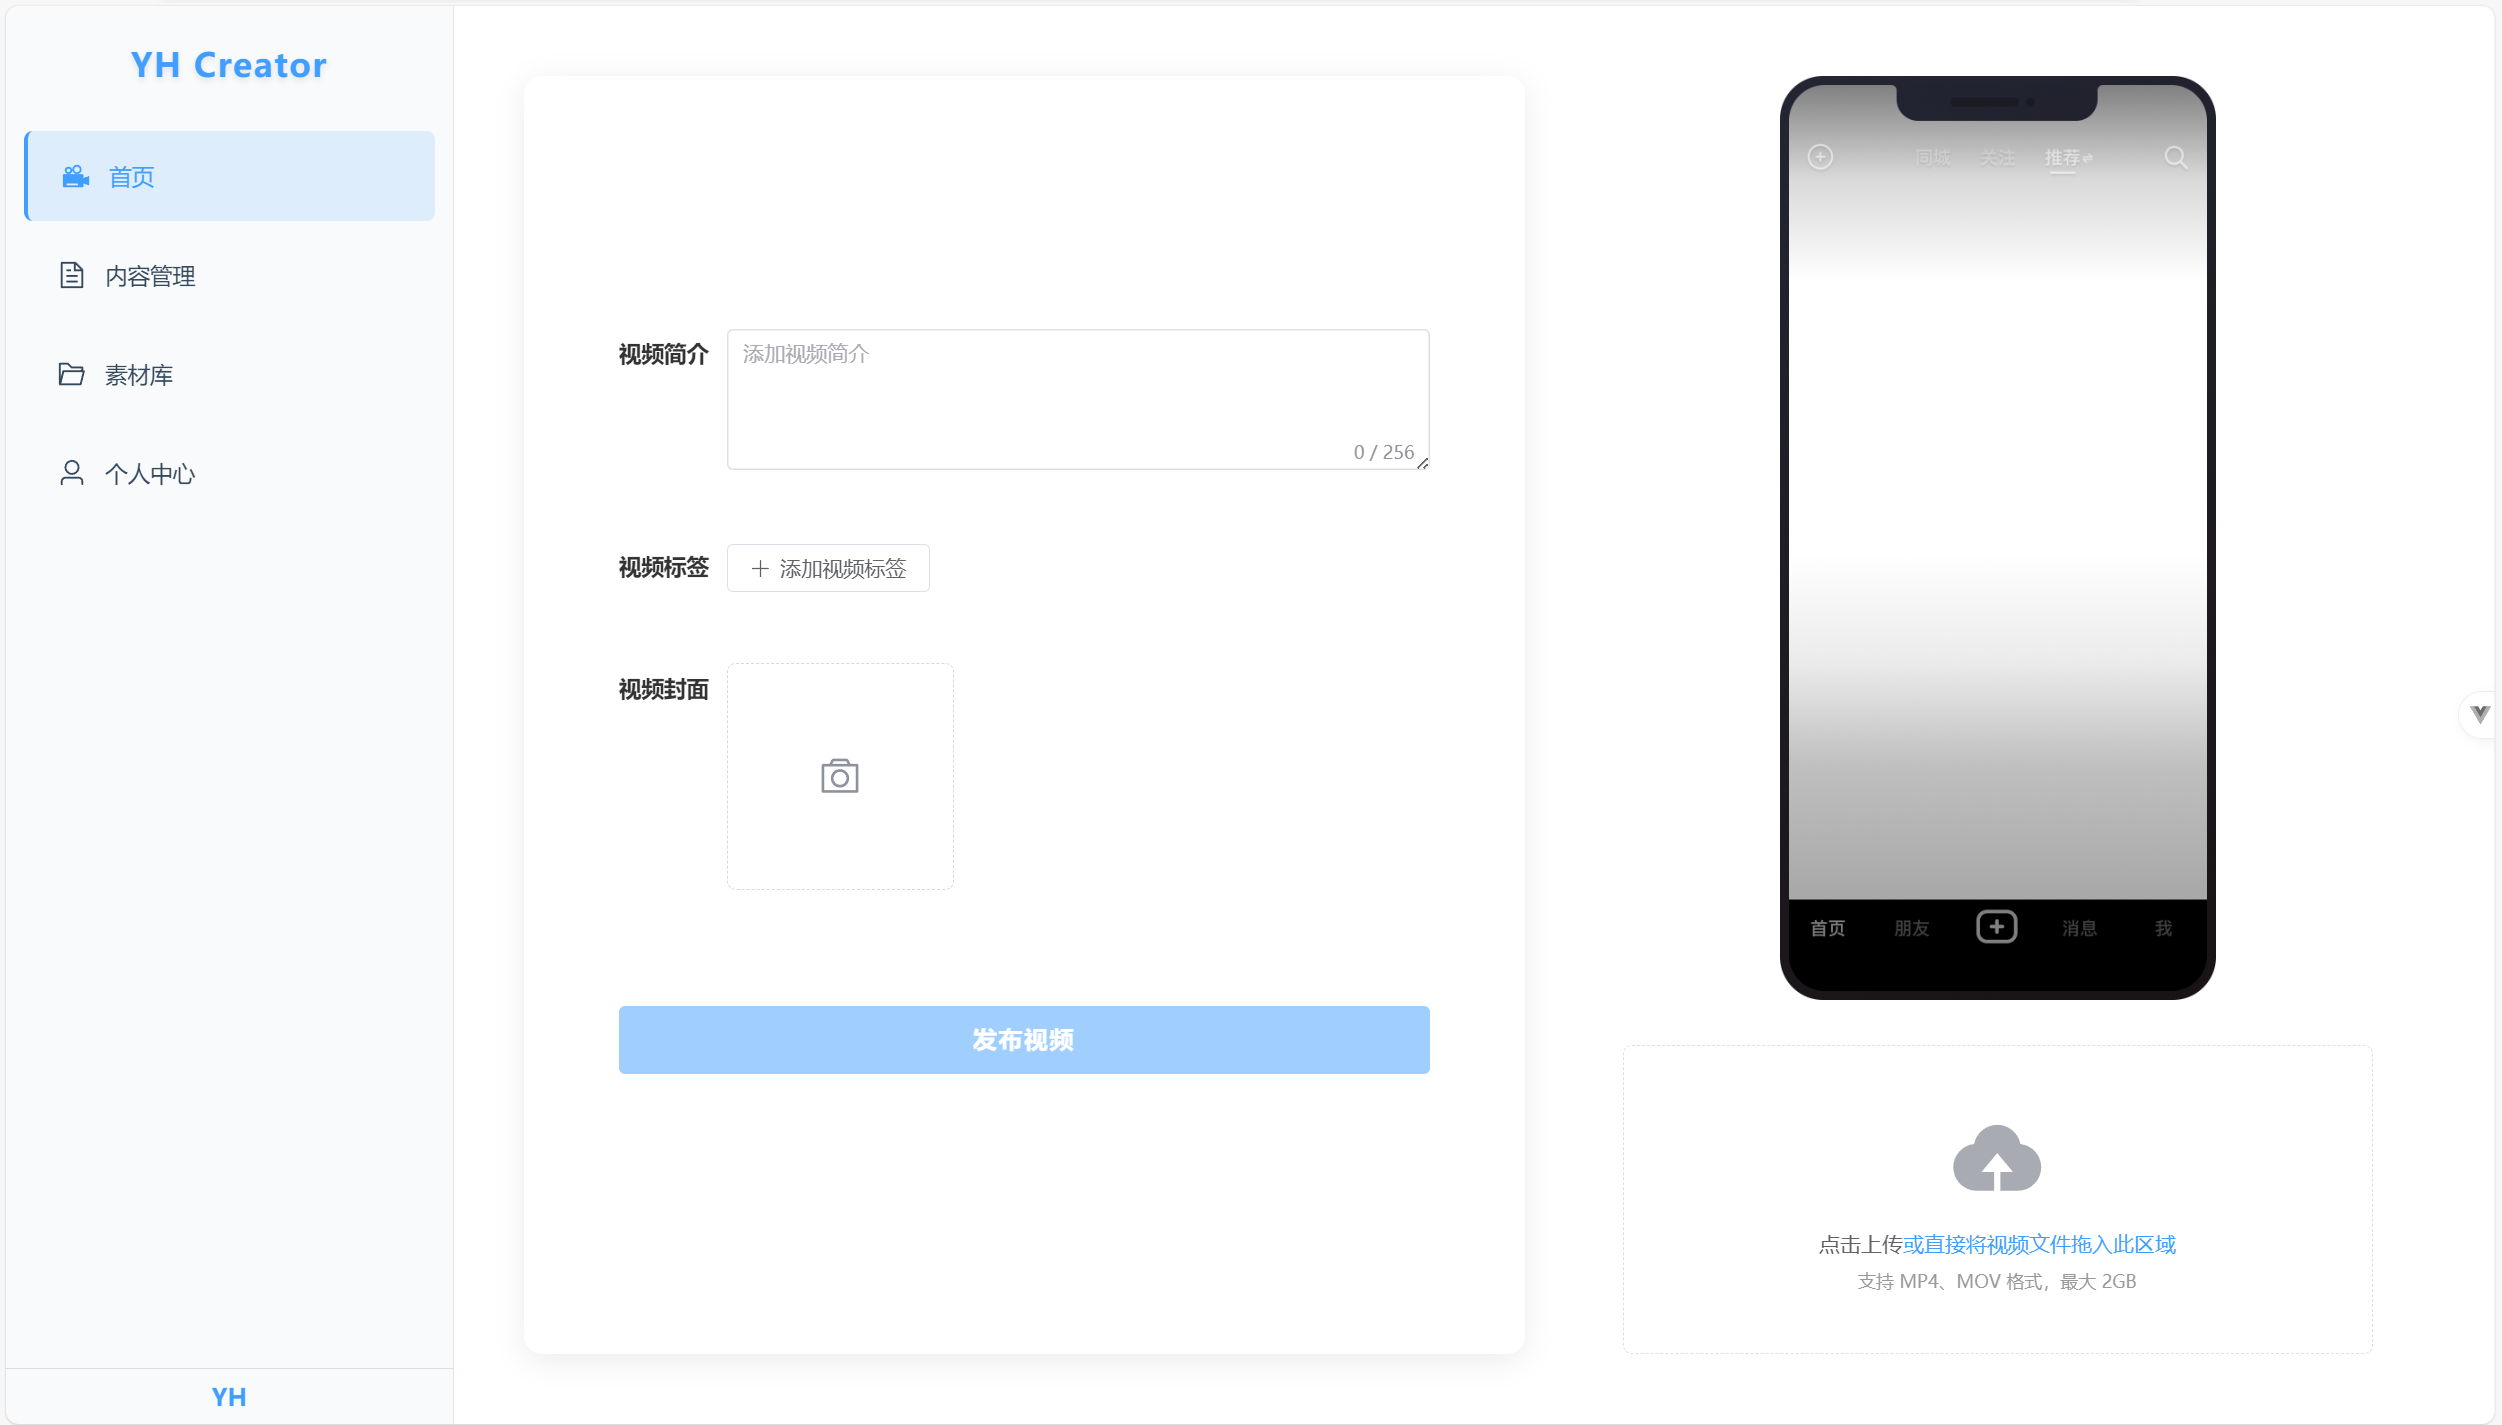 YH Creator
首页
内容管理
素材库
个人中心
YH
视频简介
添加视频简介
0 / 256
视频标签
添加视频标签
视频封面
发布视频
同城 关注 推荐
首页 朋友 消息 我
点击上传或直接将视频文件拖入此区域
支持 MP4、MOV 格式，最大 2GB